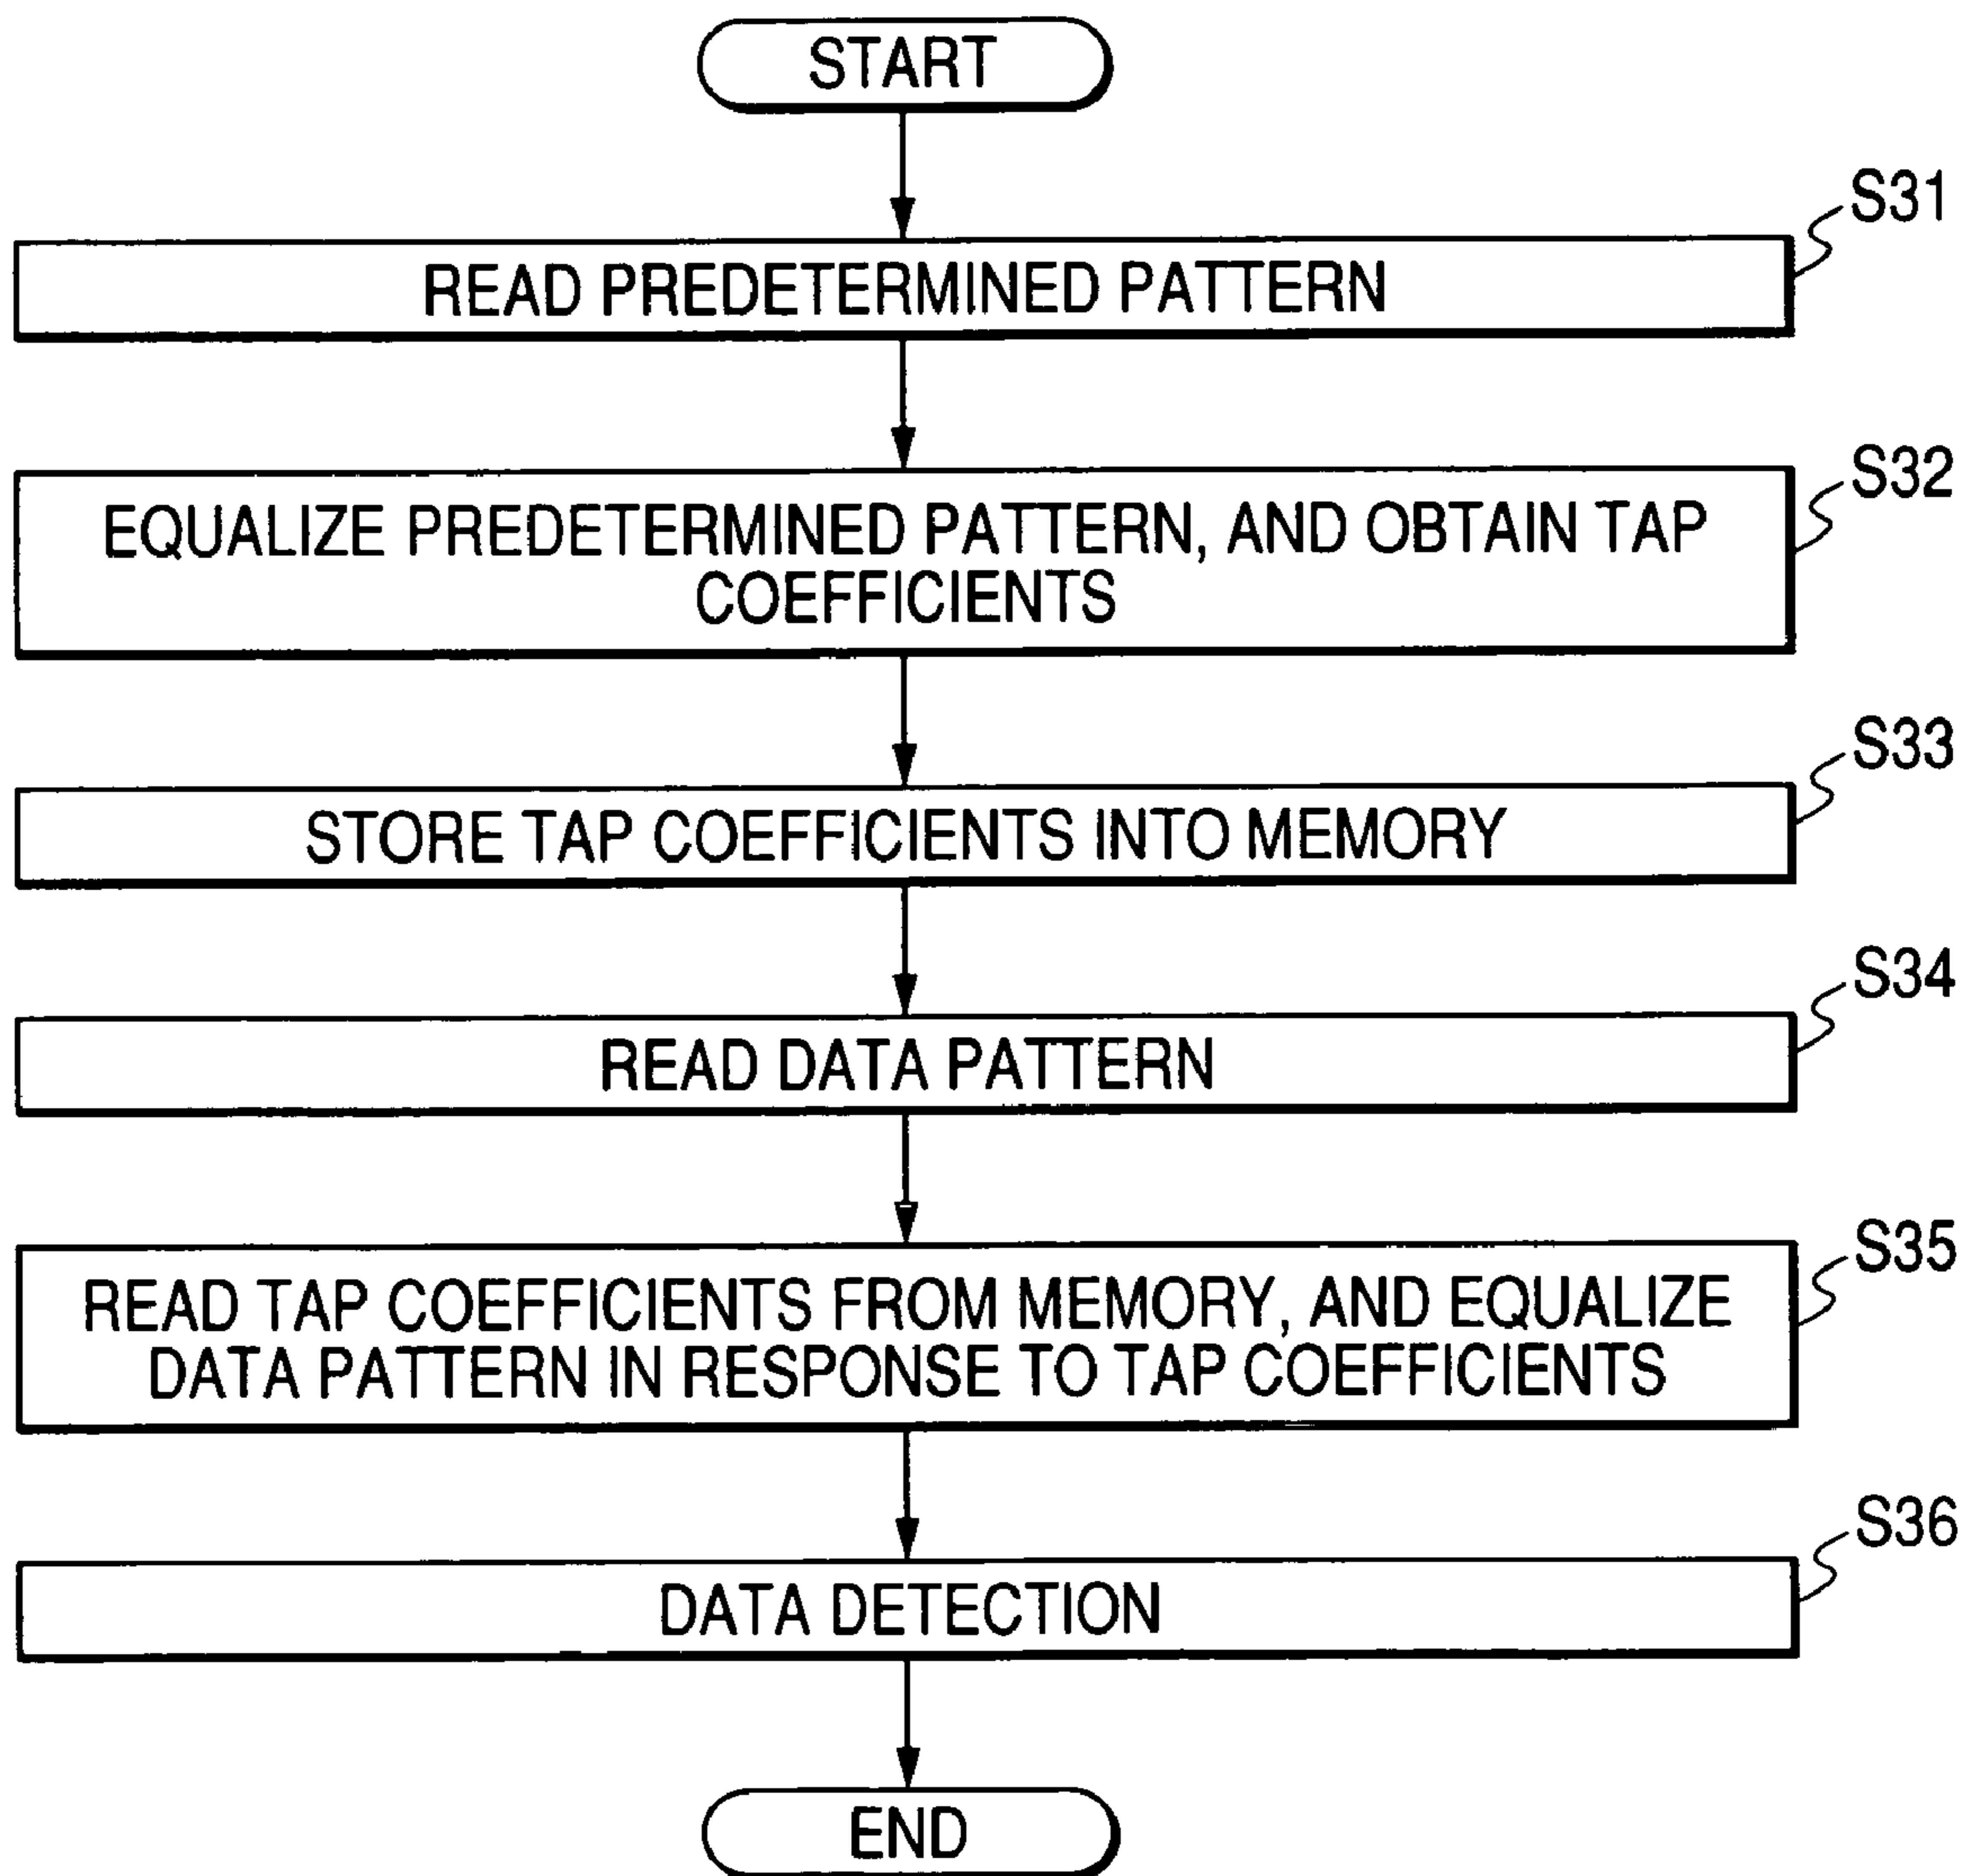 START
S31
READ PREDETERMINED PATTERN
S32
EQUALIZE PREDETERMINED PATTERN, AND OBTAIN TAP
COEFFICIENTS
S33
STORE TAP COEFFICIENTS INTO MEMORY
S34
READ DATA PATTERN
S35
READ TAP COEFFICIENTS FROM MEMORY, AND EQUALIZE
DATA PATTERN IN RESPONSE TO TAP COEFFICIENTS
S36
DATA DETECTION
END